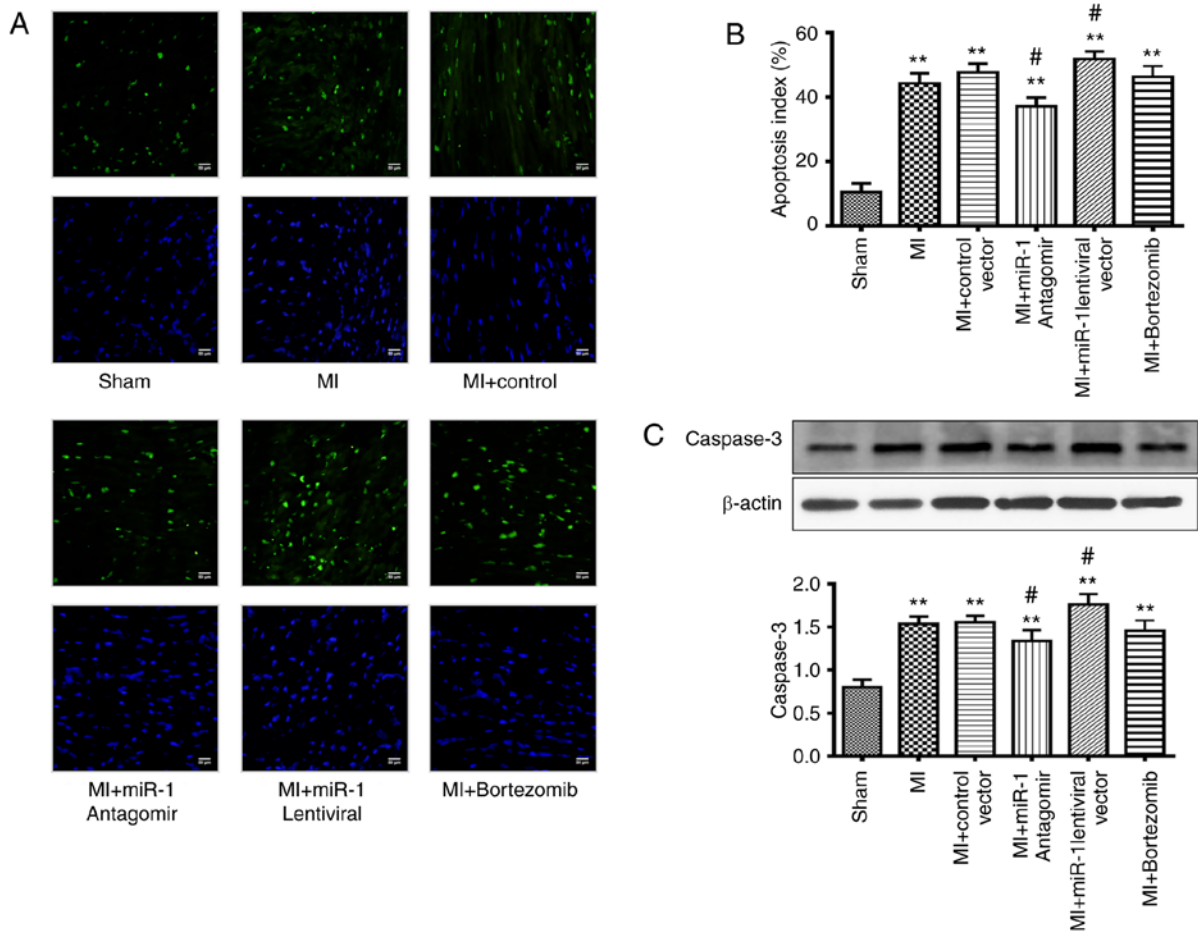 A
Sham
MI
MI+control
MI+miR-1
Antagomir
MI+miR-1
Lentiviral
MI+Bortezomib
B
Apoptosis index (%)
60
40
20
0
**
**
#
**
#
**
**
Sham
MI
MI+control
vector
MI+miR-1
Antagomir
MI+miR-1lentiviral
vector
MI+Bortezomib
C
Caspase-3
β-actin
Caspase-3
2.0
1.5
1.0
0.5
0.0
**
**
#
**
#
**
**
Sham
MI
MI+control
vector
MI+miR-1
Antagomir
MI+miR-1lentiviral
vector
MI+Bortezomib